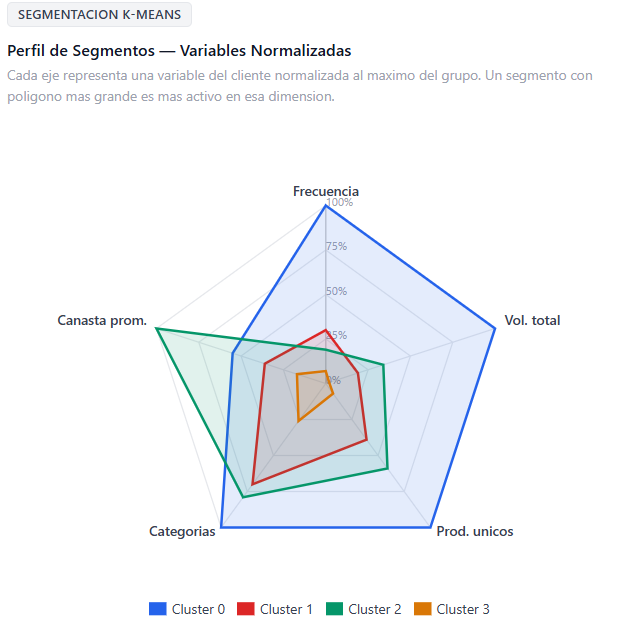 SEGMENTACION K-MEANS
Perfil de Segmentos — Variables Normalizadas
Cada eje representa una variable del cliente normalizada al maximo del grupo. Un segmento con
poligono mas grande es mas activo en esa dimension.
Frecuencia
100%
75%
50%
25%
0%
Canasta prom.
Vol. total
Categorias
Prod. unicos
Cluster 0
Cluster 1
Cluster 2
Cluster 3